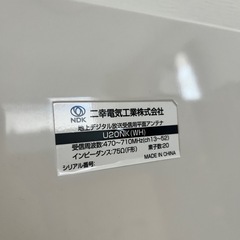 NDK
二幸電気工業株式会社
地上デジタル放送受信用平面アンテナ
U20NK(WH)
受信周波数:470~710MHz(ch13~62)
インピーダンス:75Ω(F形) 素子数:20
シリアル番号: MADE IN CHINA